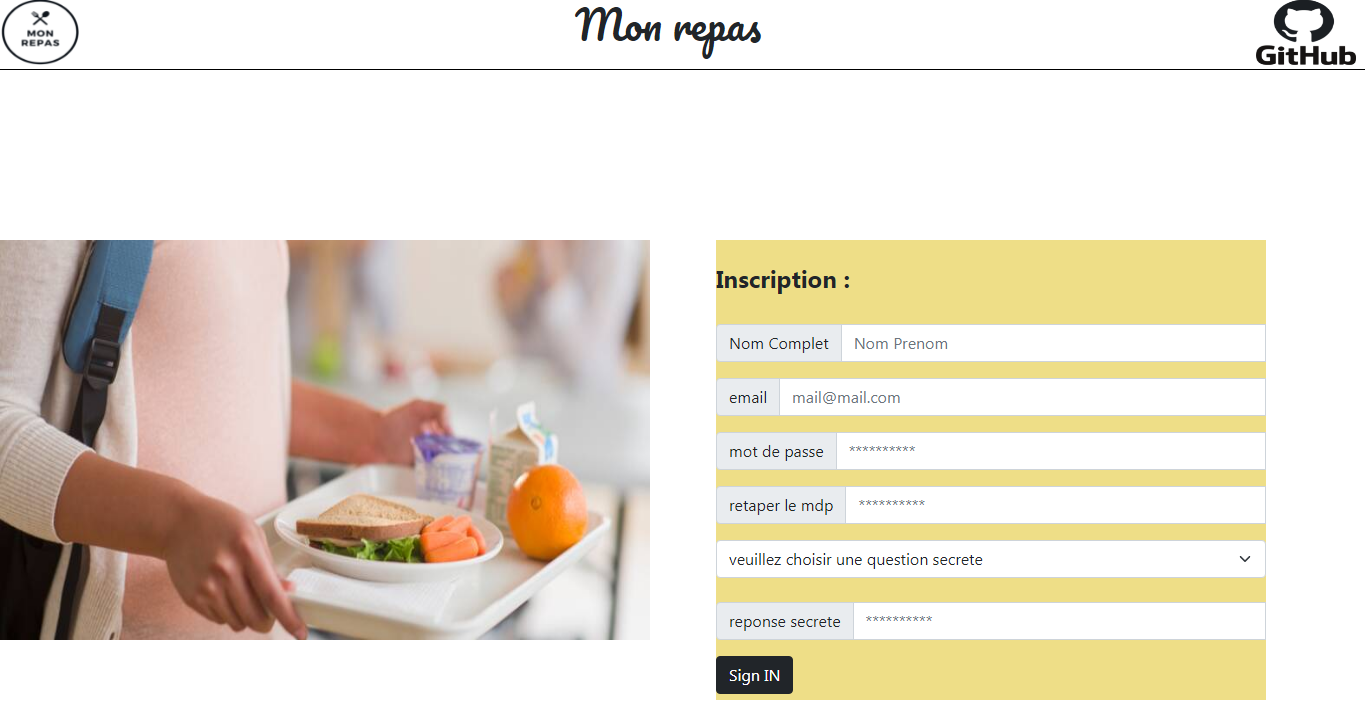 MON
REPAS
Mon repas
GitHub
Inscription :
Nom Complet Nom Prenom
email mail@mail.com
mot de passe **********
retaper le mdp **********
veuillez choisir une question secrete
reponse secrete **********
Sign IN